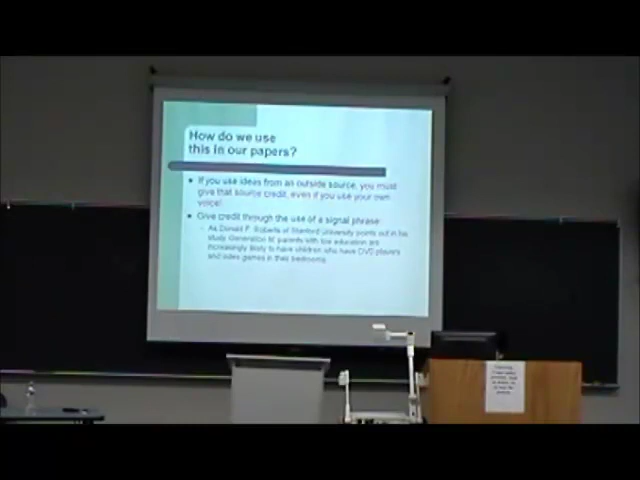 How do we use
this in our papers?
If you use ideas from an outside source, you must
give that source credit, even if you use your own
voice!
Give credit through the use of a signal phrase:
As Donald F. Roberts of Stanford University points out in his
study Generation M, parents with low education are
increasingly likely to have children who have DVD players
and video games in their bedrooms